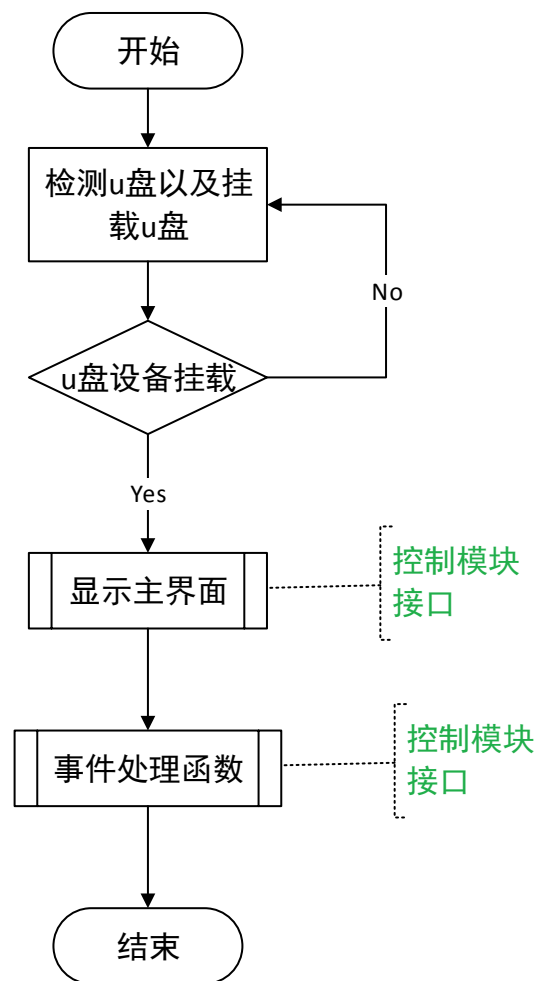 开始
检测u盘以及挂
载u盘
No
u盘设备挂载
Yes
显示主界面
控制模块
接口
事件处理函数
控制模块
接口
结束